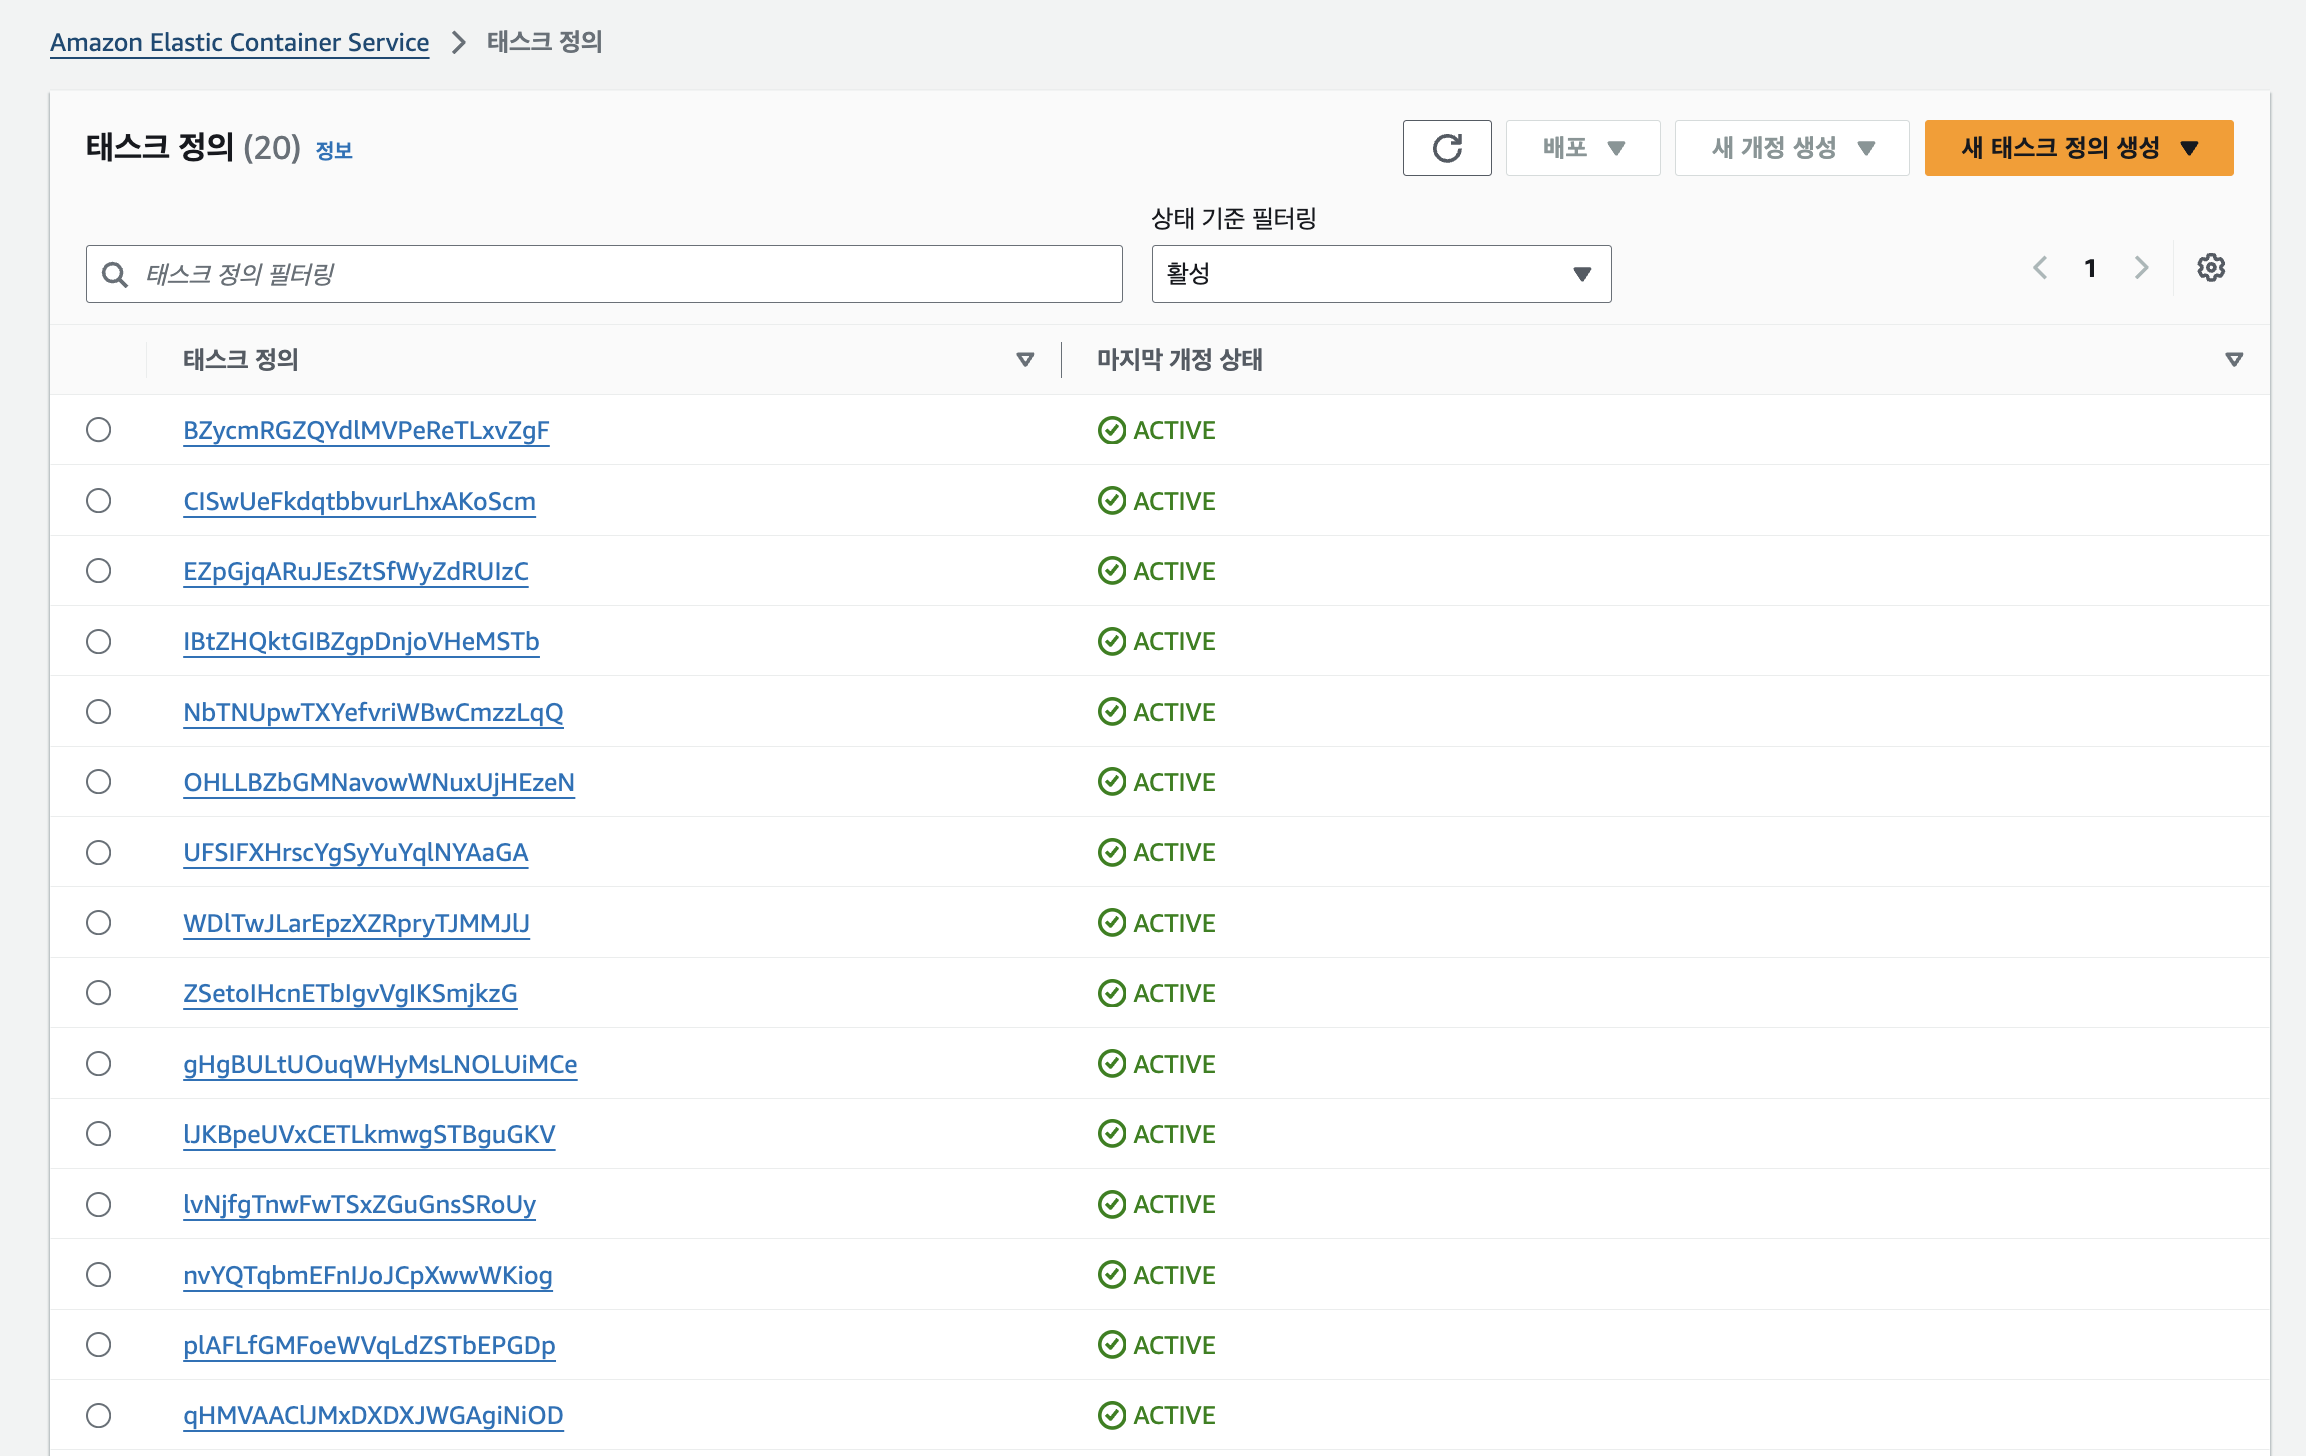 Amazon Elastic Container Service > 태스크 정의
태스크 정의 (20) 정보
배포
새 개정 생성
새 태스크 정의 생성
상태 기준 필터링
태스크 정의 필터링
활성
1
태스크 정의 마지막 개정 상태
BZycmRGZQYdlMVPeReTLxvZgF ACTIVE
CISwUeFkdqtbbvurLhxAKoScm ACTIVE
EZpGjqARuJEsZtSfWyZdRUIzC ACTIVE
IBtZHQktGIBZgpDnjoVHeMSTb ACTIVE
NbTNUpwTXYefvriWBwCmzzLqQ ACTIVE
OHLLBZbGMNavowWNuxUjHEzeN ACTIVE
UFSIFXHrscYgSyYuYqlNYAaGA ACTIVE
WDlTwJLarEpzXZRpryTJMMJlJ ACTIVE
ZSetoIHcnETbIgvVgIKSmjkzG ACTIVE
gHgBULtUOuqWHyMsLNOLUiMCe ACTIVE
lJKBpeUVxCETLkmwgSTBguGKV ACTIVE
lvNjfgTnwFwTSxZGuGnsSRoUy ACTIVE
nvYQTqbmEFnIJoJCpXwwWKiog ACTIVE
plAFLfGMFoeWVqLdZSTbEPGDp ACTIVE
qHMVAAClJMxDXDXJWGAgiNiOD ACTIVE